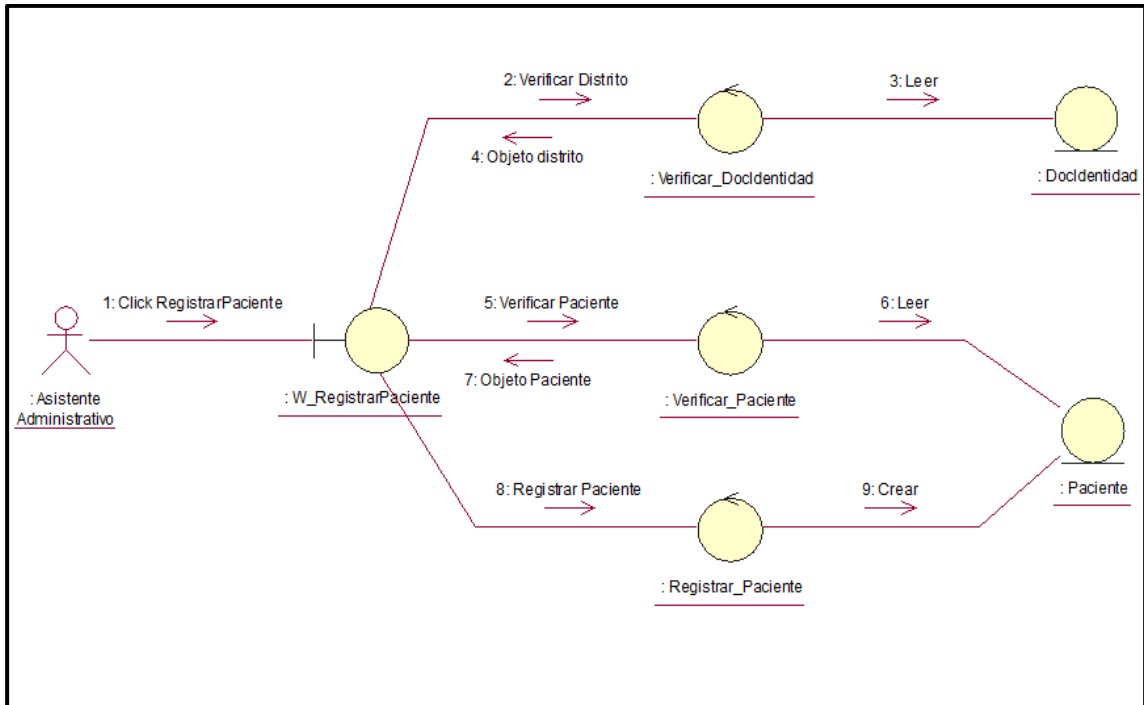 2: Verificar Distrito
3: Leer
4: Objeto distrito
: Verificar_DocIdentidad
: DocIdentidad
1: Click RegistrarPaciente
5: Verificar Paciente
6: Leer
7: Objeto Paciente
: Asistente
Administrativo
: W_RegistrarPaciente
: Verificar_Paciente
8: Registrar Paciente
9: Crear
: Paciente
: Registrar_Paciente